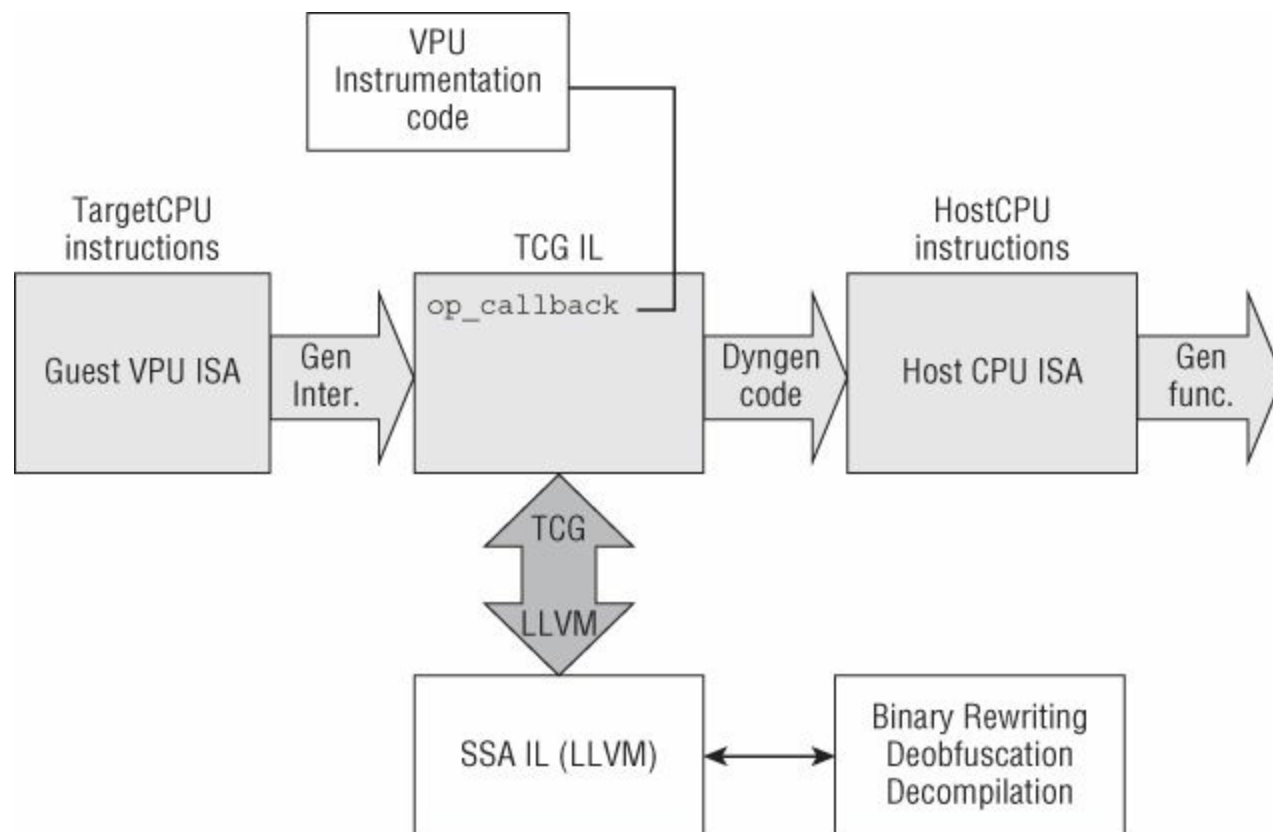 VPU
Instrumentation
code
TargetCPU
instructions
TCG IL
HostCPU
instructions
op_callback
Guest VPU ISA
Gen
Inter.
Dyngen
code
Host CPU ISA
Gen
func.
TCG
LLVM
SSA IL (LLVM)
Binary Rewriting
Deobfuscation
Decompilation